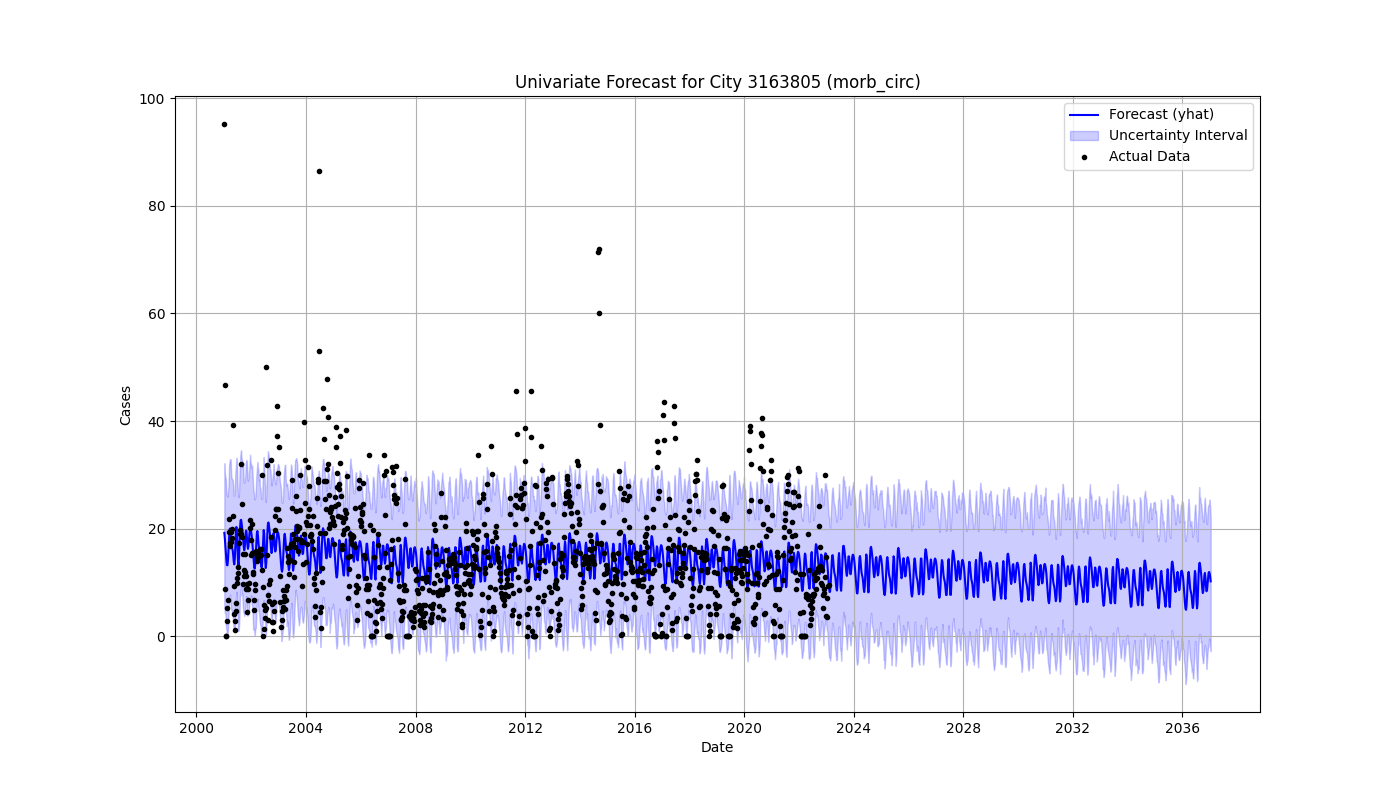 Univariate Forecast for City 3163805 (morb_circ)
Forecast (yhat)
Uncertainty Interval
Actual Data
Cases
100
80
60
40
20
0
2000 2004 2008 2012 2016 2020 2024 2028 2032 2036
Date